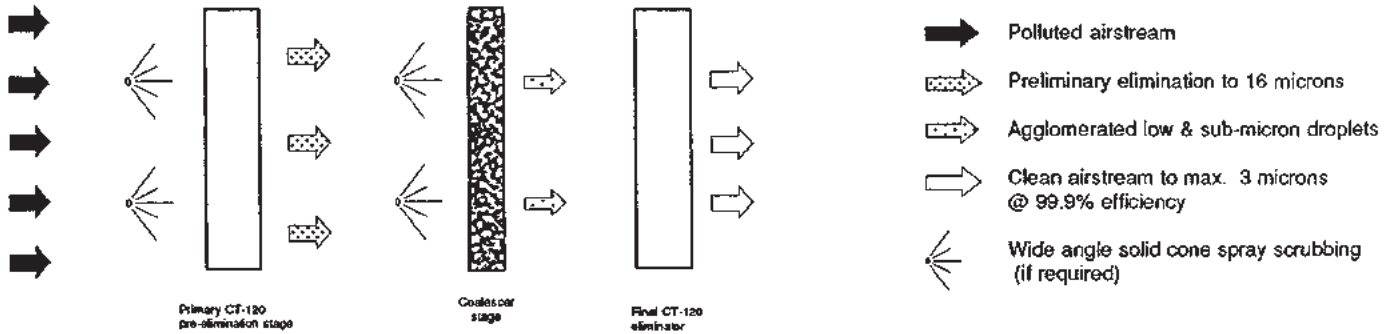 Polluted airstream
Preliminary elimination to 16 microns
Agglomerated low & sub-micron droplets
Clean airstream to max. 3 microns
@ 99.9% efficiency
Wide angle solid cone spray scrubbing
(if required)
Primary CT-120
pre-elimination stage
Coalescer
stage
Final CT-120
eliminator